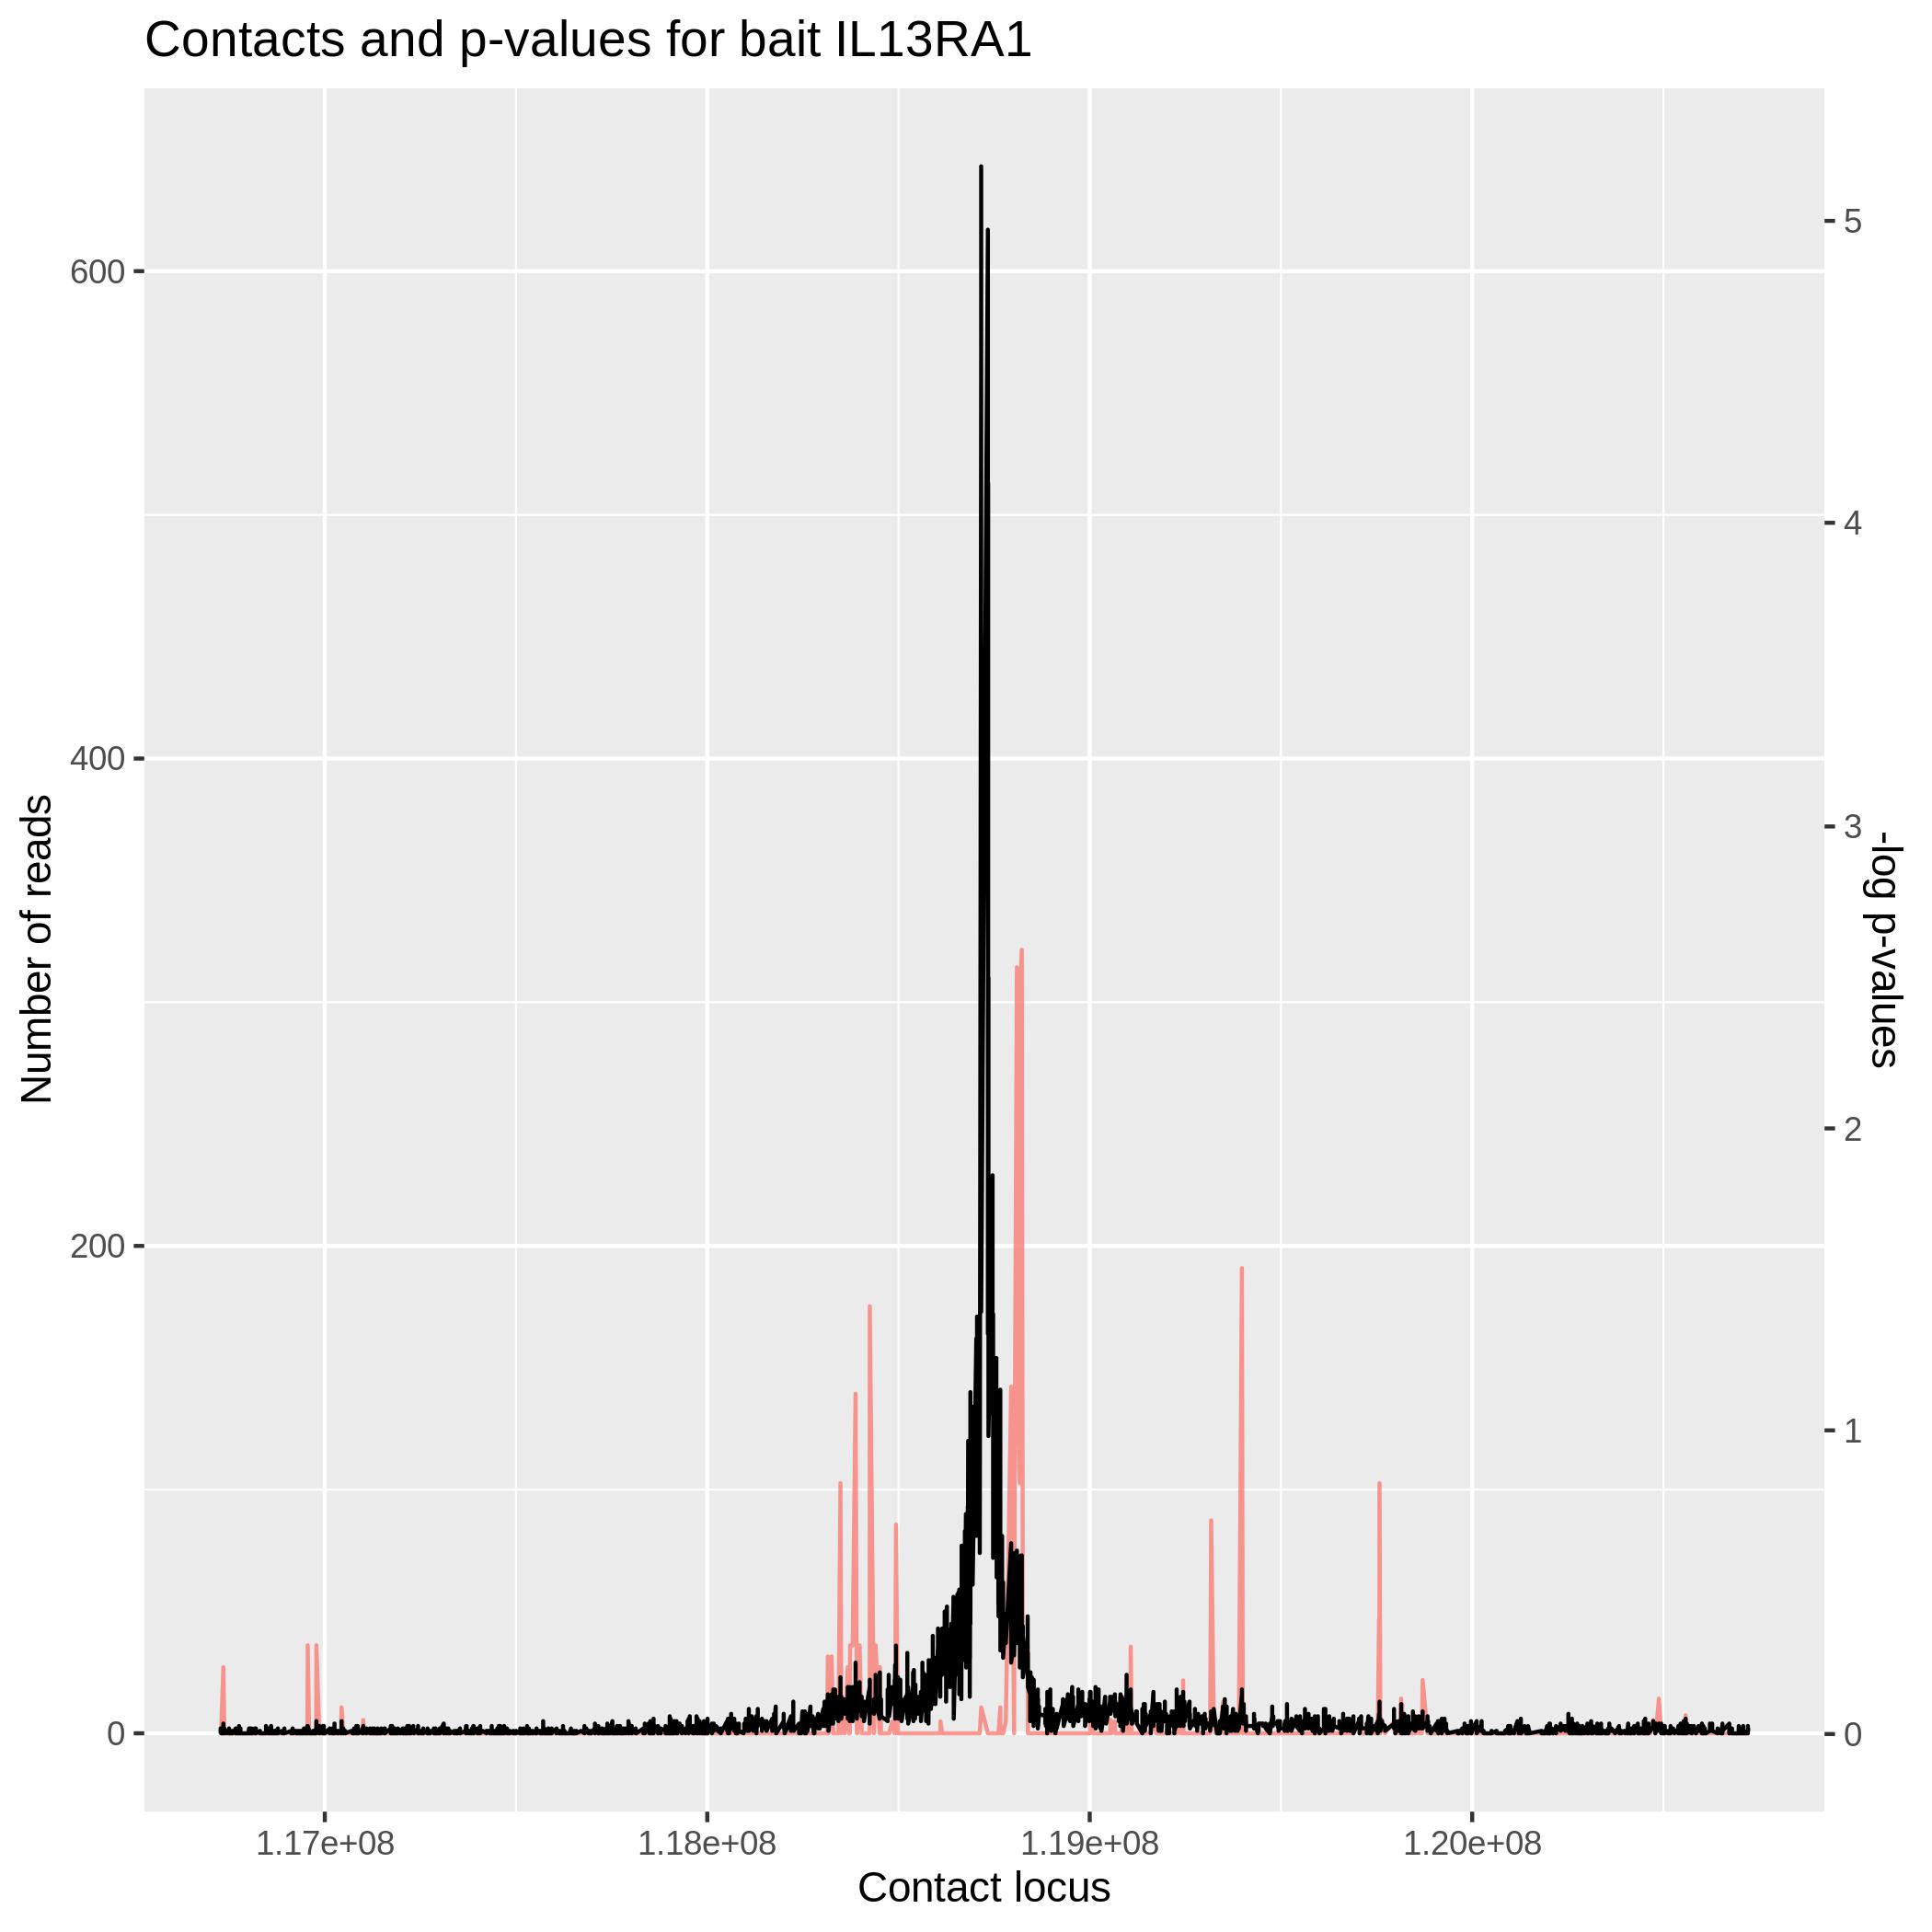 Contacts and p-values for bait IL13RA1
600
400
200
0
5
4
3
2
1
0
Number of reads
-log p-values
1.17e+08
1.18e+08
1.19e+08
1.20e+08
Contact locus